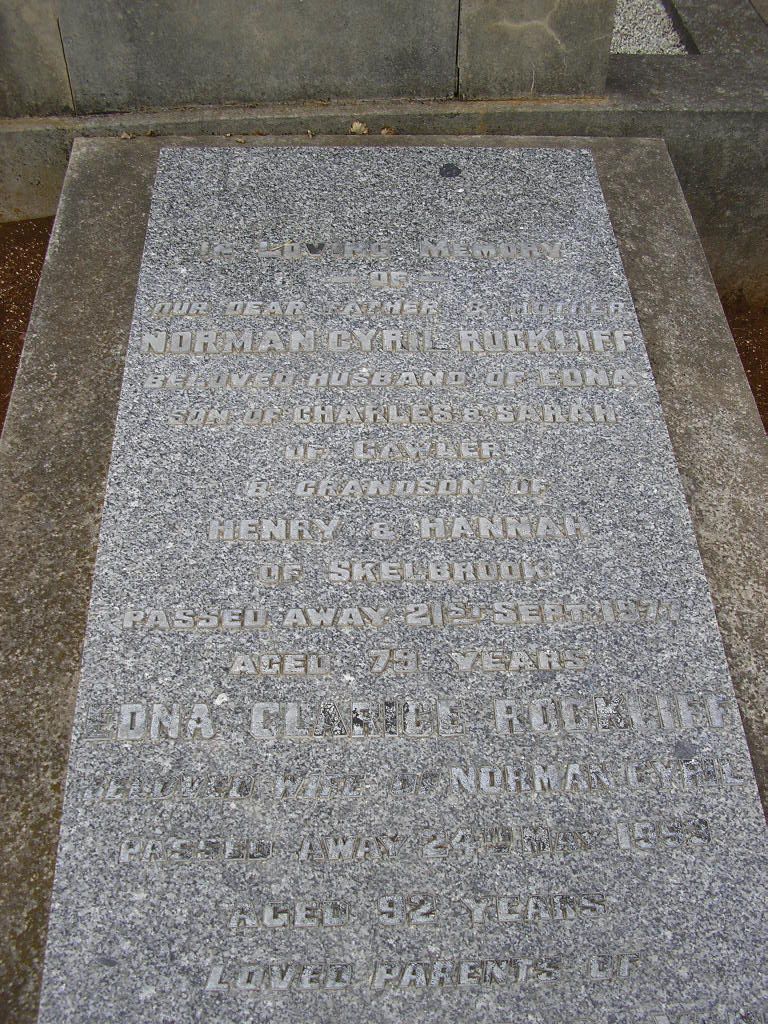 IN LOVING MEMORY
— OF —
OUR DEAR FATHER & MOTHER
NORMAN CYRIL ROCKLIFF
BELOVED HUSBAND OF EDNA
SON OF CHARLES & SARAH
OF GAWLER
& GRANDSON OF
HENRY & HANNAH
OF SKELBROOK
PASSED AWAY 21ST SEPT. 1977
AGED 79 YEARS
EDNA CLARICE ROCKLIFF
BELOVED WIFE OF NORMAN CYRIL
PASSED AWAY 24TH MAY 1993
AGED 92 YEARS
LOVED PARENTS OF